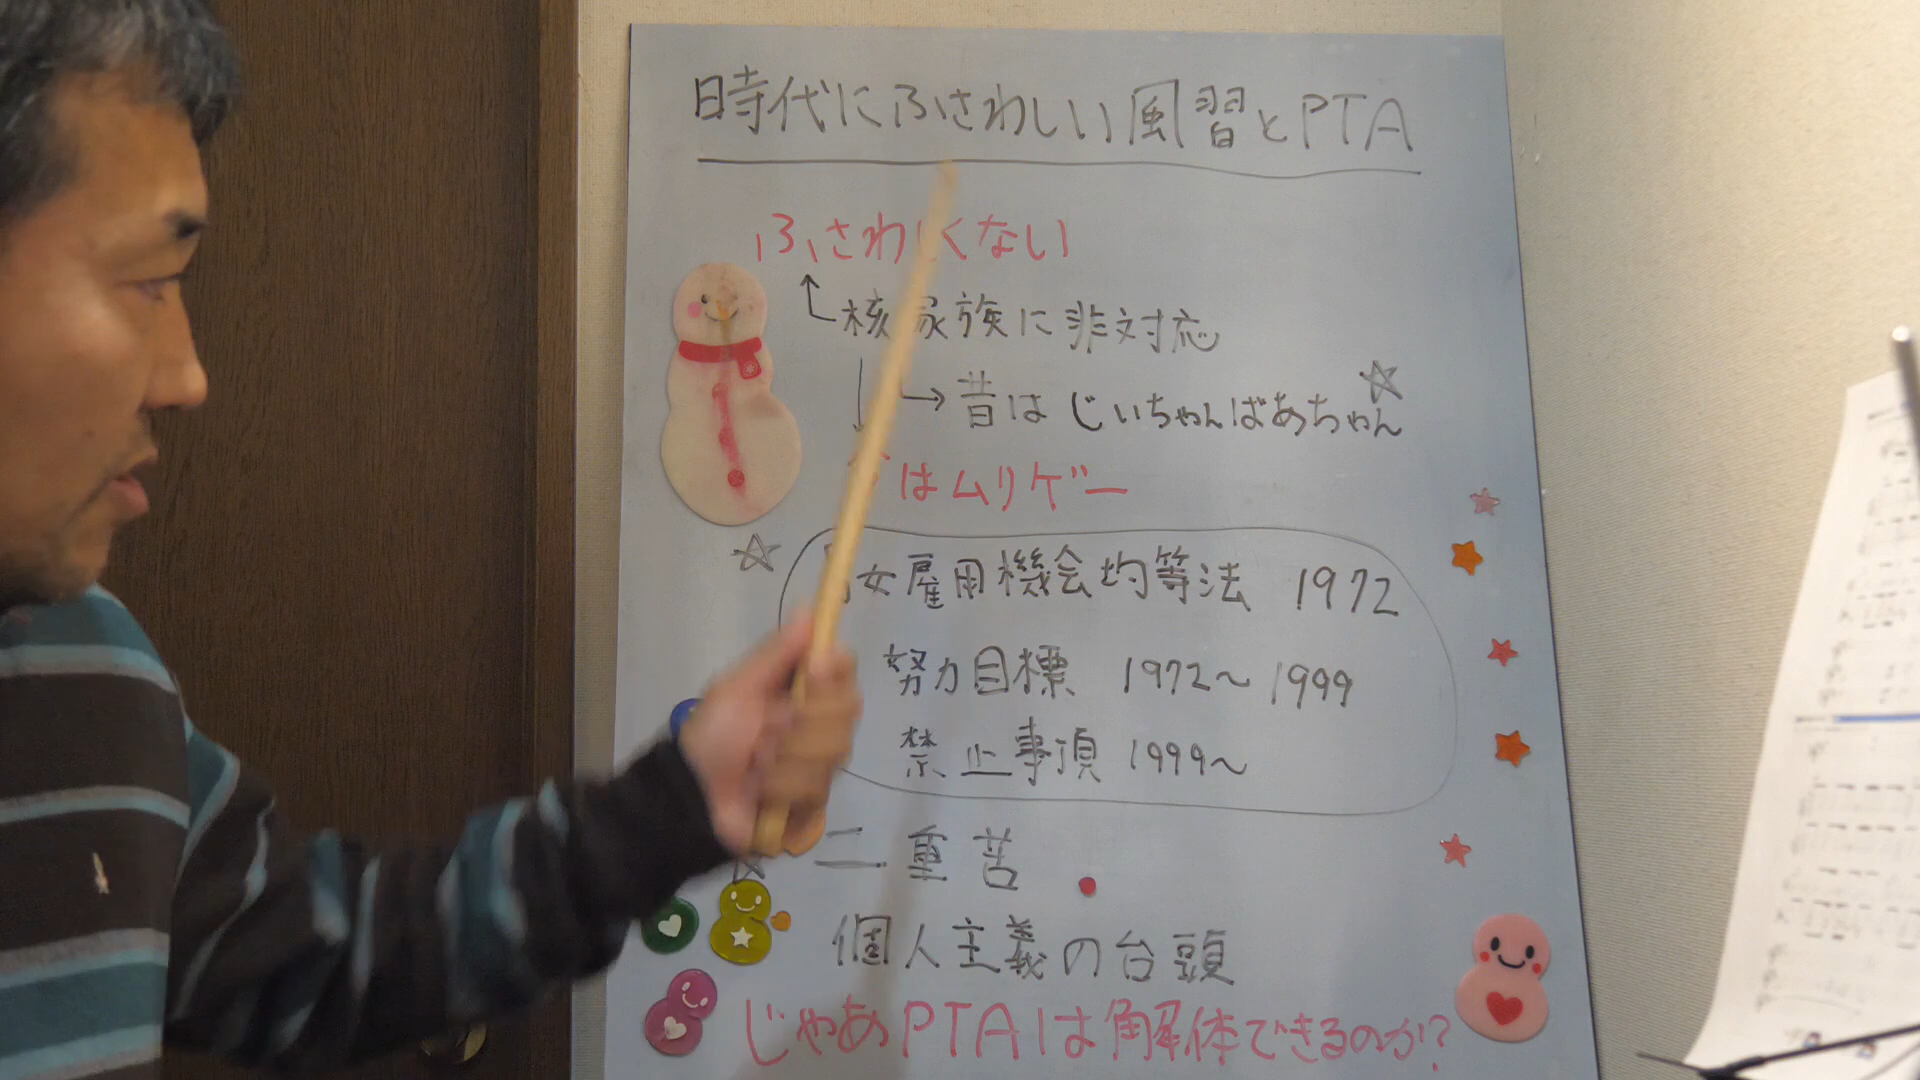 時代にふさわしい風習とPTA
ふさわしくない
核家族に非対応
昔はじいちゃんばあちゃん
はムリゲー
女雇用機会均等法 1972
努力目標 1972〜1999
禁止事項 1999〜
二重苦
個人主義の台頭
じゃあPTAは解体できるのか?